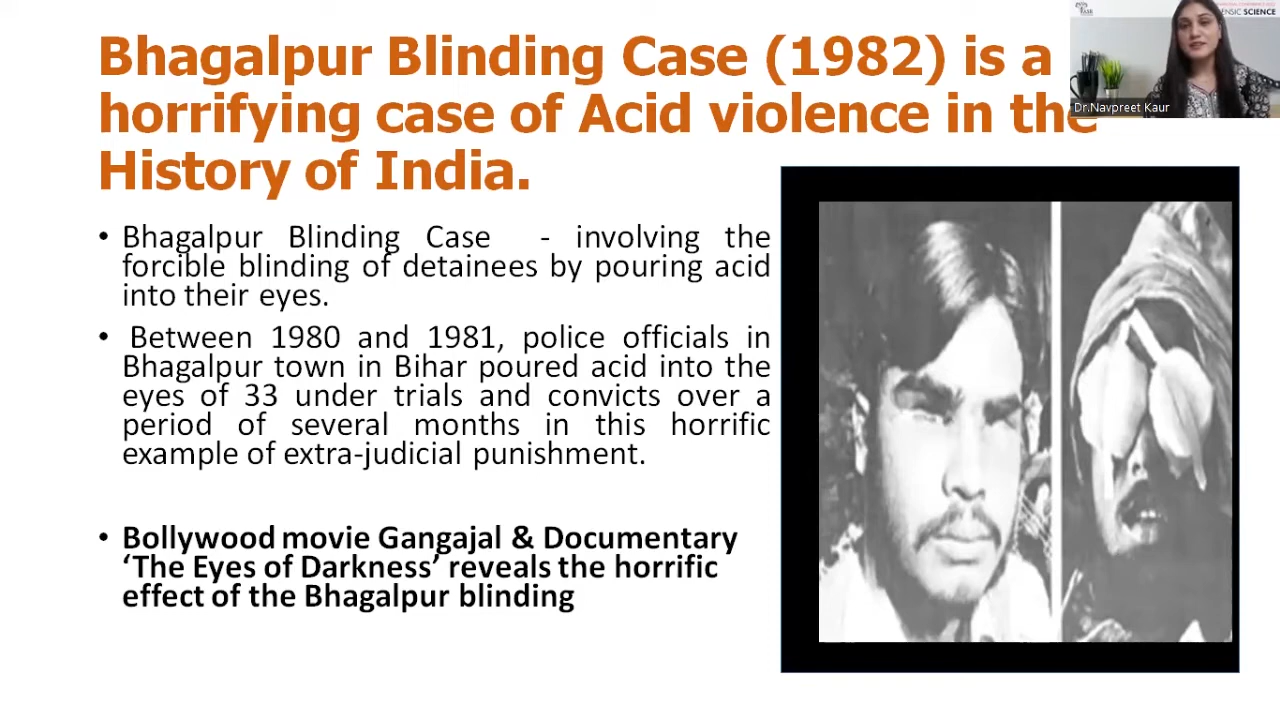 Bhagalpur Blinding Case (1982) is a
horrifying case of Acid violence in the
History of India.
• Bhagalpur Blinding Case - involving the
forcible blinding of detainees by pouring acid
into their eyes.
• Between 1980 and 1981, police officials in
Bhagalpur town in Bihar poured acid into the
eyes of 33 under trials and convicts over a
period of several months in this horrific
example of extra-judicial punishment.
• Bollywood movie Gangajal & Documentary
‘The Eyes of Darkness’ reveals the horrific
effect of the Bhagalpur blinding
SCIENCE
Dr.Navpreet Kaur